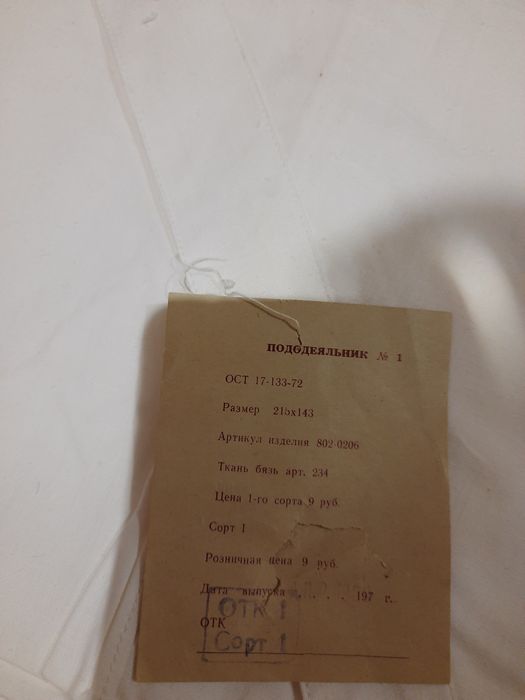 ПОДОДЕЯЛЬНИК № 1
ОСТ 17-133-72
Размер 215х143
Артикул изделия 802-0206
Ткань бязь арт. 234
Цена 1-го сорта 9 руб.
Сорт 1
Розничная цена 9 руб.
Дата выпуска . . . . 197 г.
ОТК
ОТК 1
Сорт 1